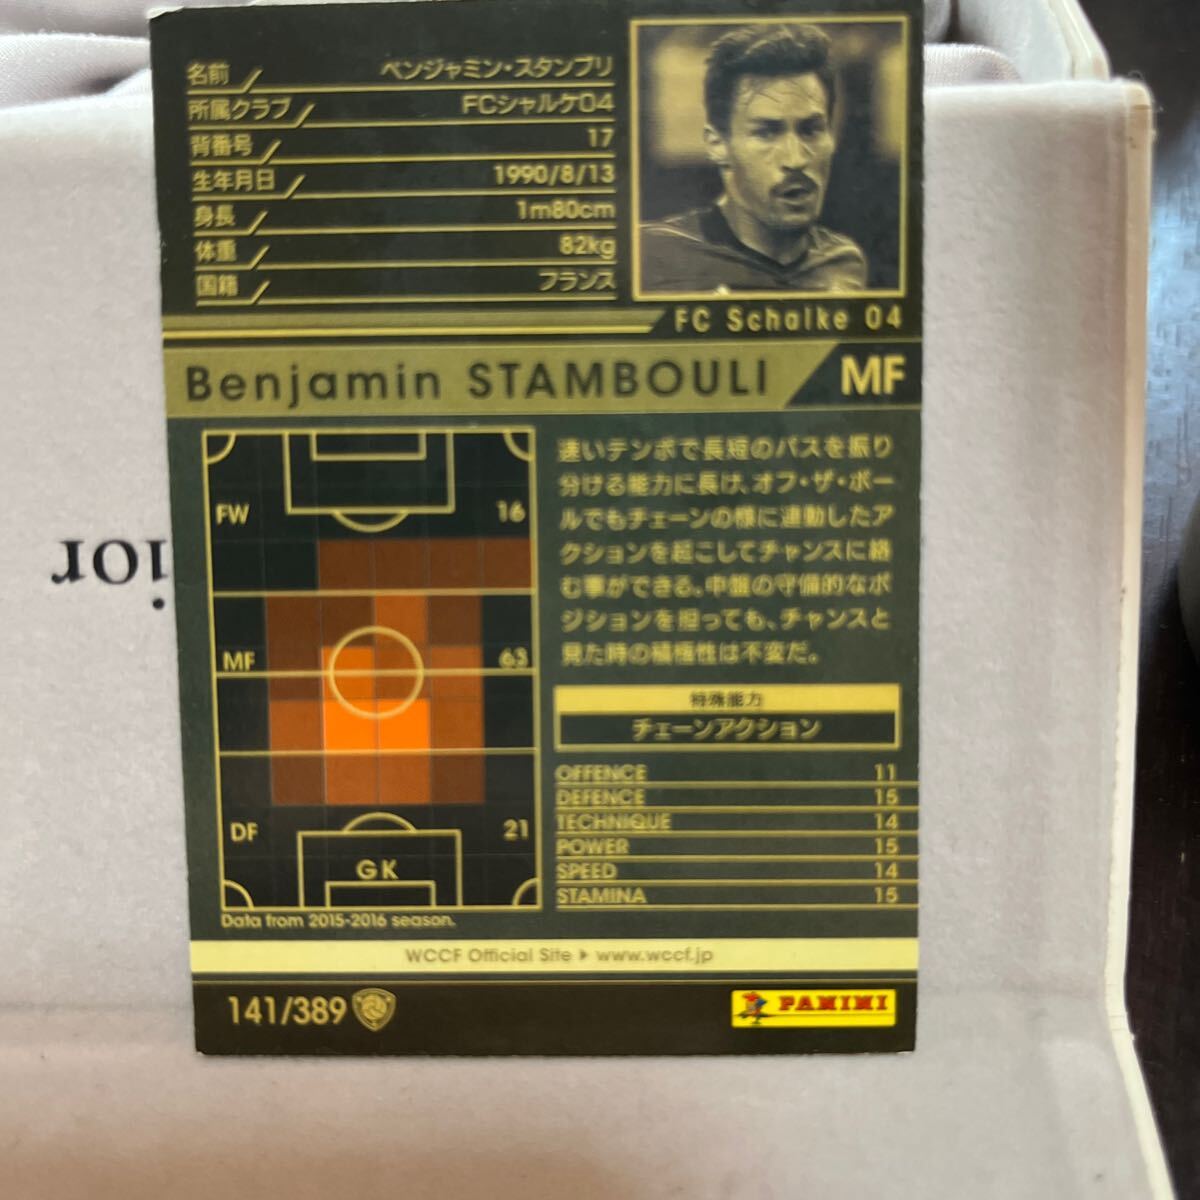 名前 ベンジャミン・スタンブリ
所属クラブ FCシャルケ04
背番号 17
生年月日 1990/8/13
身長 1m80cm
体重 82kg
国籍 フランス
FC Schalke 04
Benjamin STAMBOULI MF
FW 16
MF 63
DF 21
GK
Data from 2015-2016 season.
速いテンポで長短のパスを振り
分ける能力に長け、オフ・ザ・ボー
ルでもチェーンの様に連動したア
クションを起こしてチャンスに絡
む事ができる。中盤の守備的なポ
ジションを担っても、チャンスと
見た時の積極性は不変だ。
特殊能力
チェーンアクション
OFFENCE 11
DEFENCE 15
TECHNIQUE 14
POWER 15
SPEED 14
STAMINA 15
WCCF Official Site ▶ www.wccf.jp
141/389
PANINI
ior